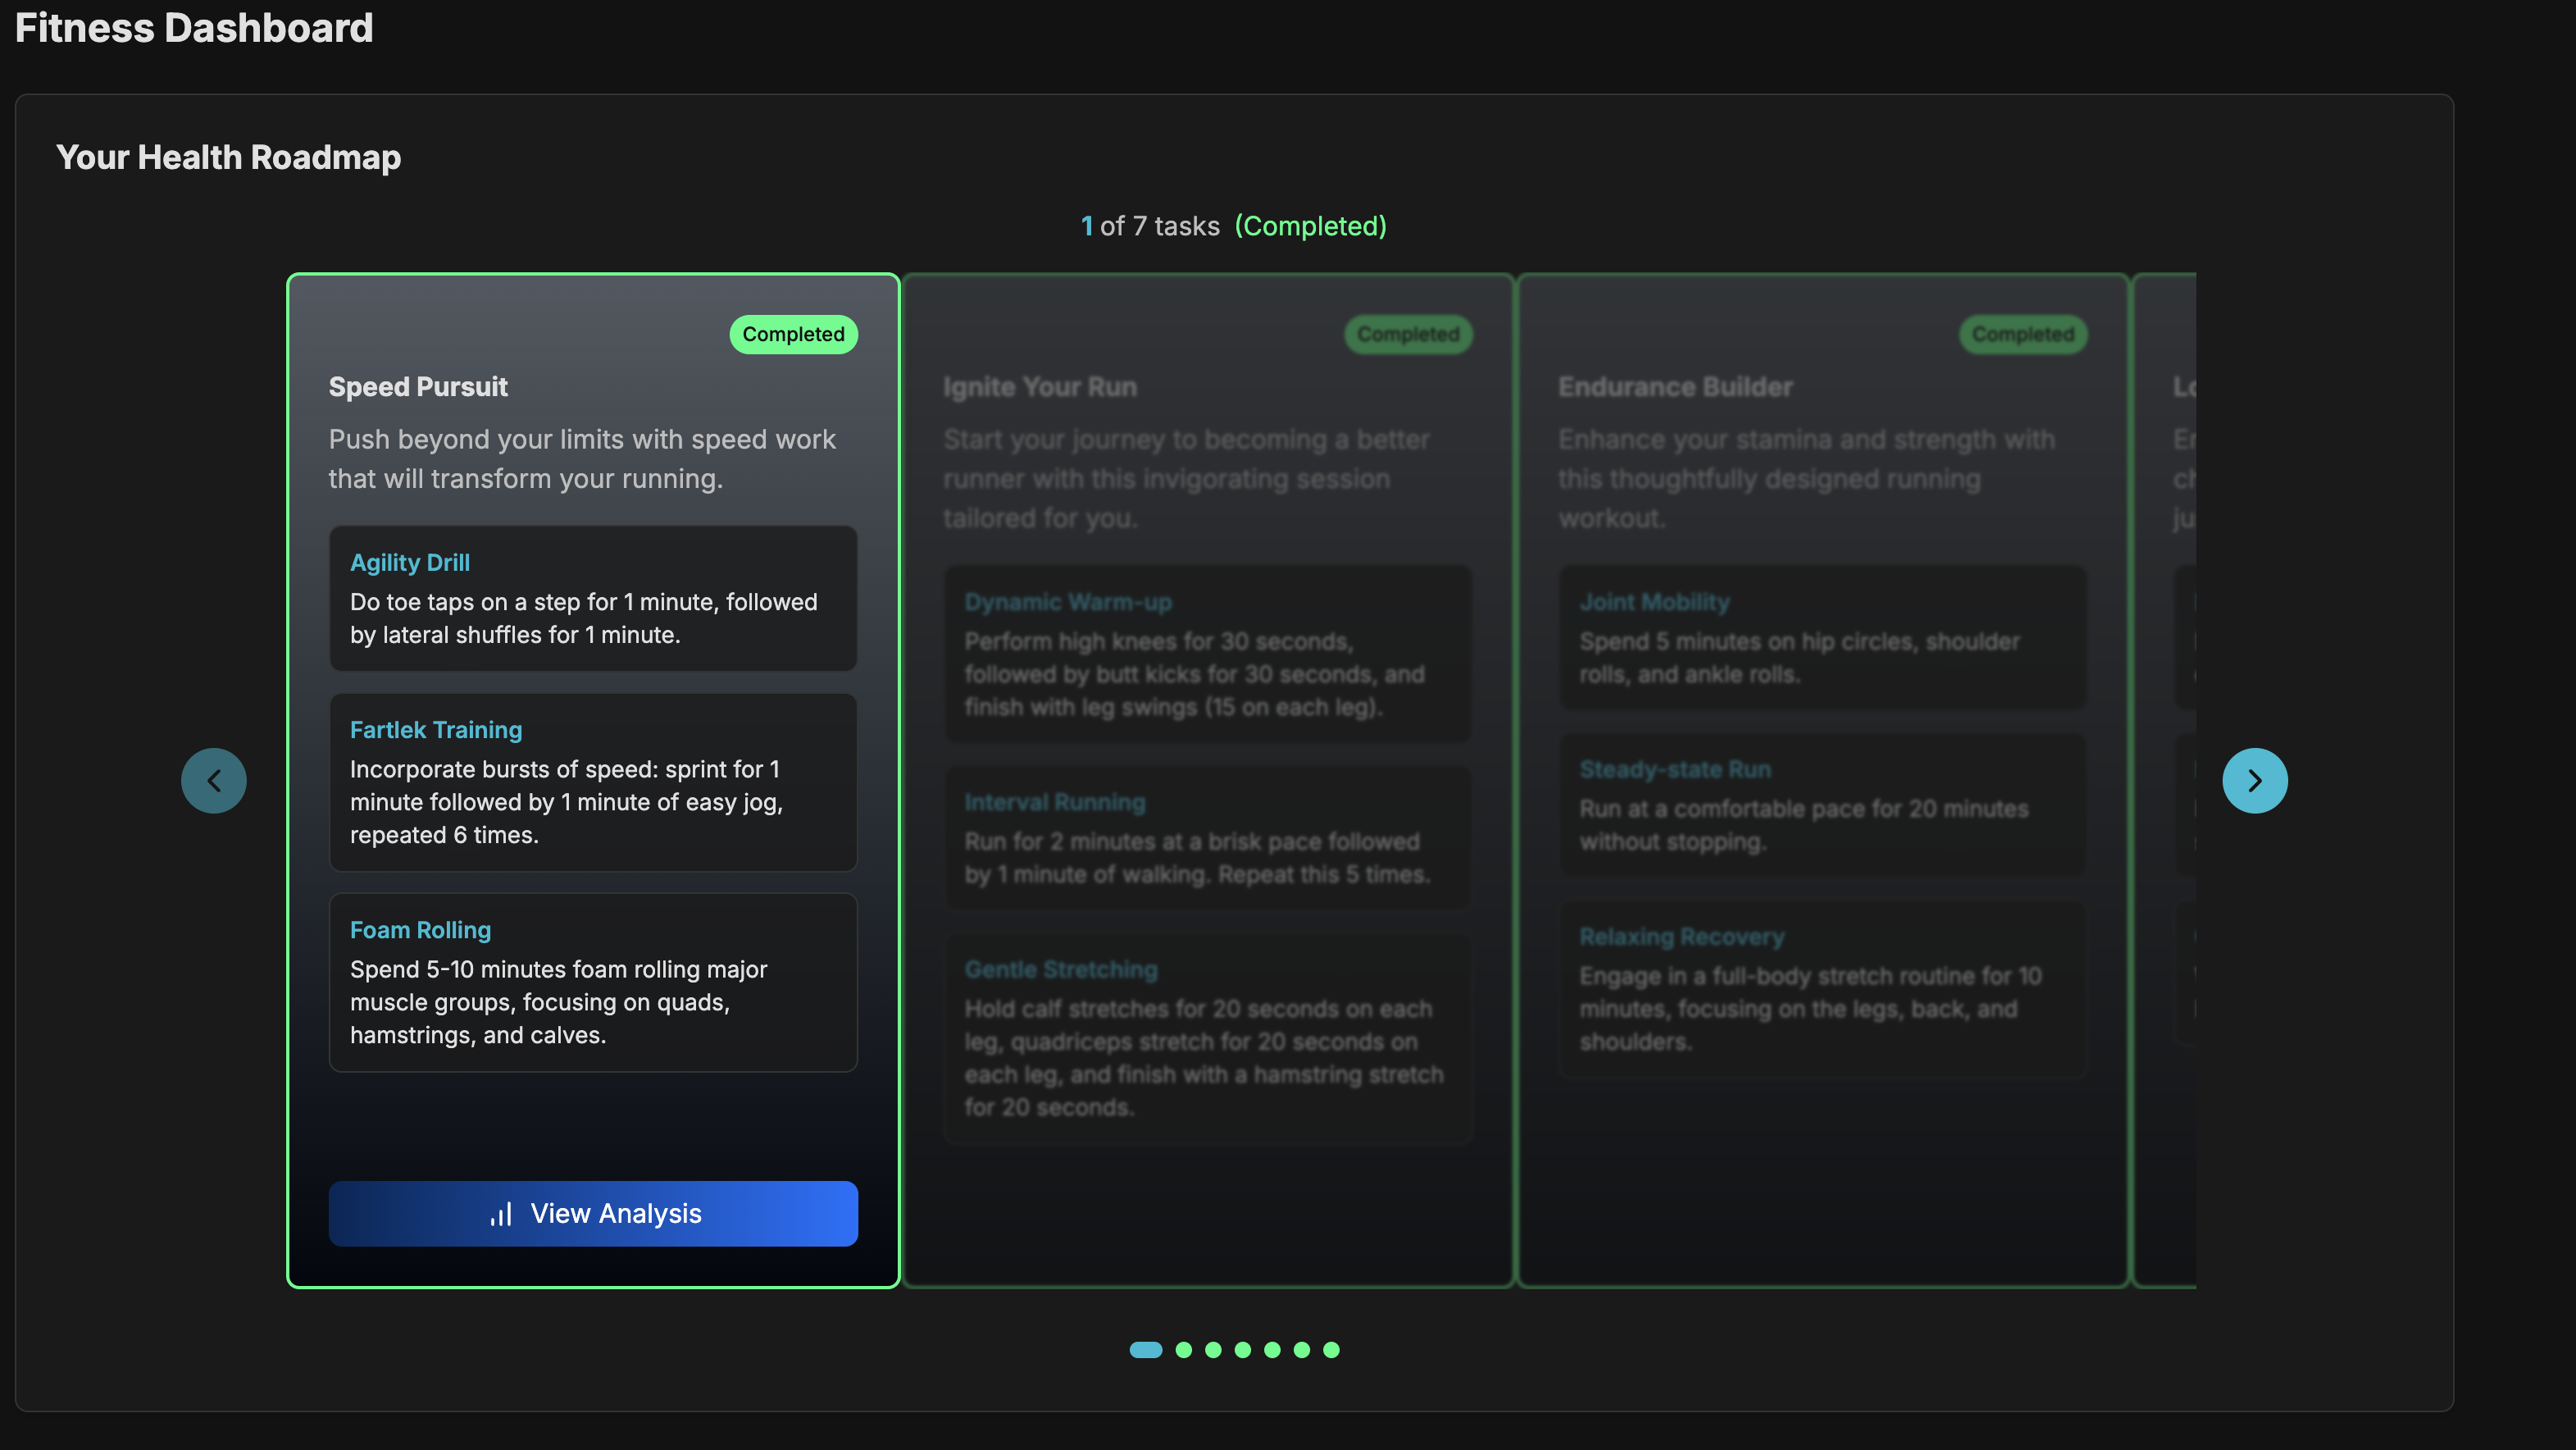 Fitness Dashboard
Your Health Roadmap
1 of 7 tasks (Completed)
Completed
Speed Pursuit
Push beyond your limits with speed work
that will transform your running.
Agility Drill
Do toe taps on a step for 1 minute, followed
by lateral shuffles for 1 minute.
Fartlek Training
Incorporate bursts of speed: sprint for 1
minute followed by 1 minute of easy jog,
repeated 6 times.
Foam Rolling
Spend 5-10 minutes foam rolling major
muscle groups, focusing on quads,
hamstrings, and calves.
View Analysis
Completed
Ignite Your Run
Start your journey to becoming a better
runner with this invigorating session
tailored for you.
Dynamic Warm-up
Perform high knees for 30 seconds,
followed by butt kicks for 30 seconds, and
finish with leg swings (15 on each leg).
Interval Running
Run for 2 minutes at a brisk pace followed
by 1 minute of walking. Repeat this 5 times.
Gentle Stretching
Hold calf stretches for 20 seconds on each
leg, quadriceps stretch for 20 seconds on
each leg, and finish with a hamstring stretch
for 20 seconds.
Completed
Endurance Builder
Enhance your stamina and strength with
this thoughtfully designed running
workout.
Joint Mobility
Spend 5 minutes on hip circles, shoulder
rolls, and ankle rolls.
Steady-state Run
Run at a comfortable pace for 20 minutes
without stopping.
Relaxing Recovery
Engage in a full-body stretch routine for 10
minutes, focusing on the legs, back, and
shoulders.